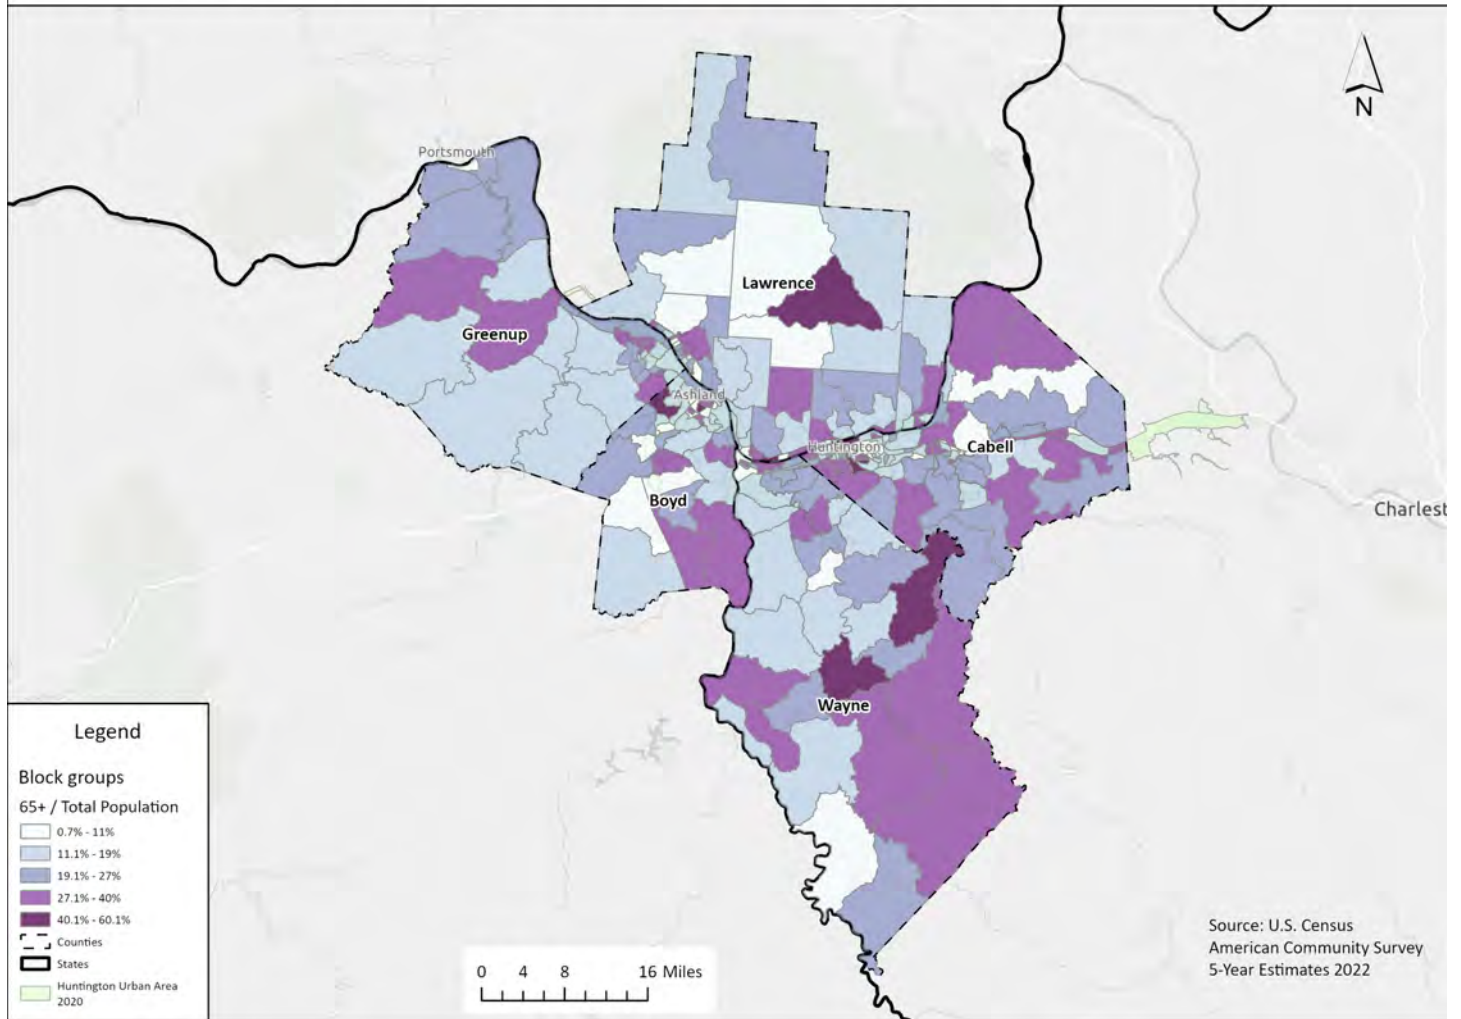 N
Portsmouth
Lawrence
Greenup
Ashland
Huntington
Cabell
Boyd
Charlest
Wayne
Legend
Block groups
65+ / Total Population
0.7% - 11%
11.1% - 19%
19.1% - 27%
27.1% - 40%
40.1% - 60.1%
Counties
States
Huntington Urban Area
2020
0 4 8 16 Miles
Source: U.S. Census
American Community Survey
5-Year Estimates 2022